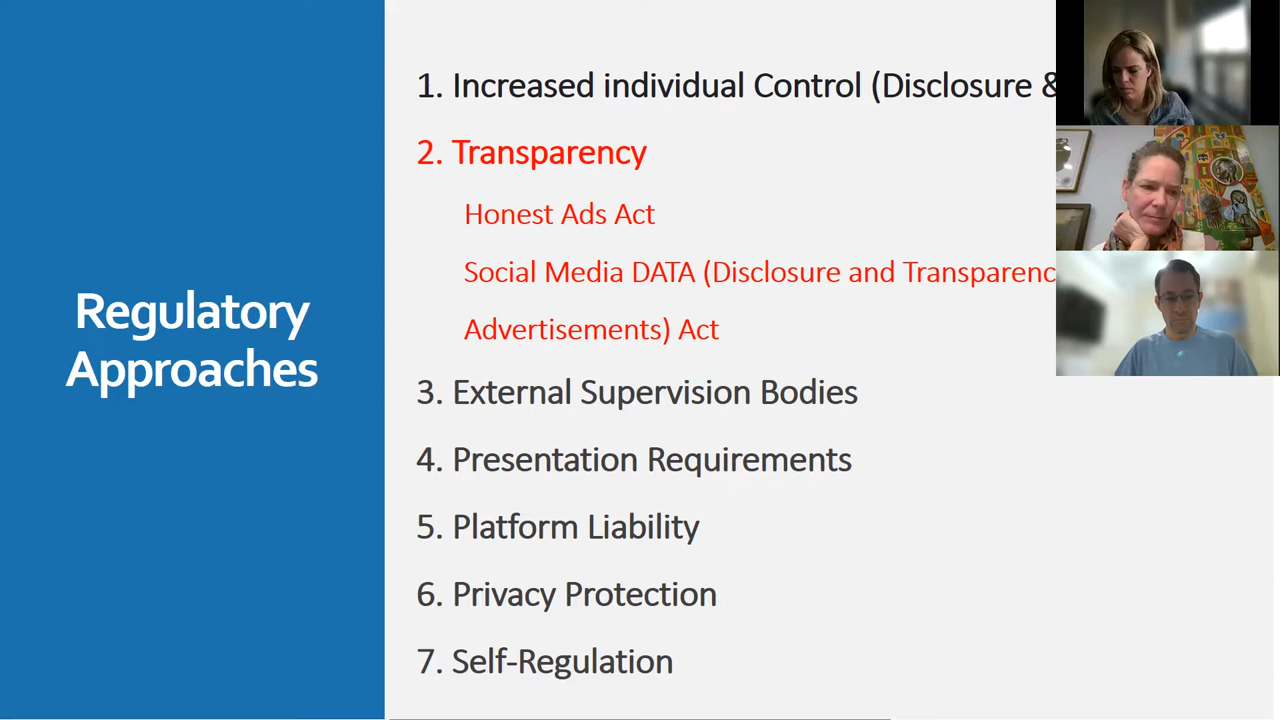 Regulatory
Approaches
1. Increased individual Control (Disclosure &
2. Transparency
Honest Ads Act
Social Media DATA (Disclosure and Transparenc
Advertisements) Act
3. External Supervision Bodies
4. Presentation Requirements
5. Platform Liability
6. Privacy Protection
7. Self-Regulation